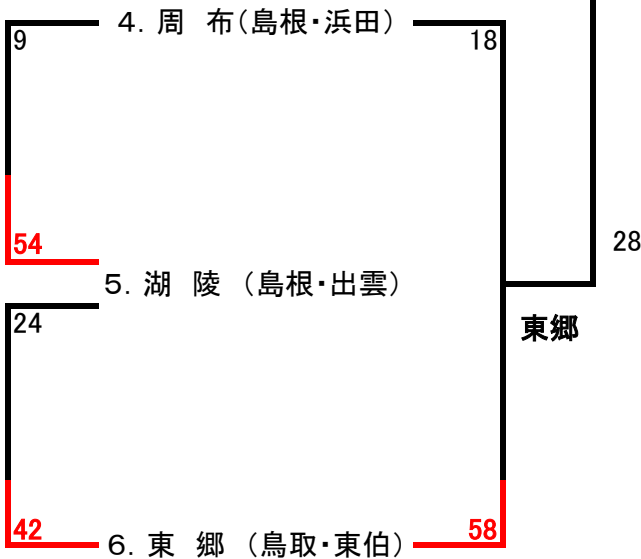 4. 周 布(島根・浜田)
9
18
54
28
5. 湖 陵 (島根・出雲)
24
東郷
42
6. 東 郷 (鳥取・東伯)
58